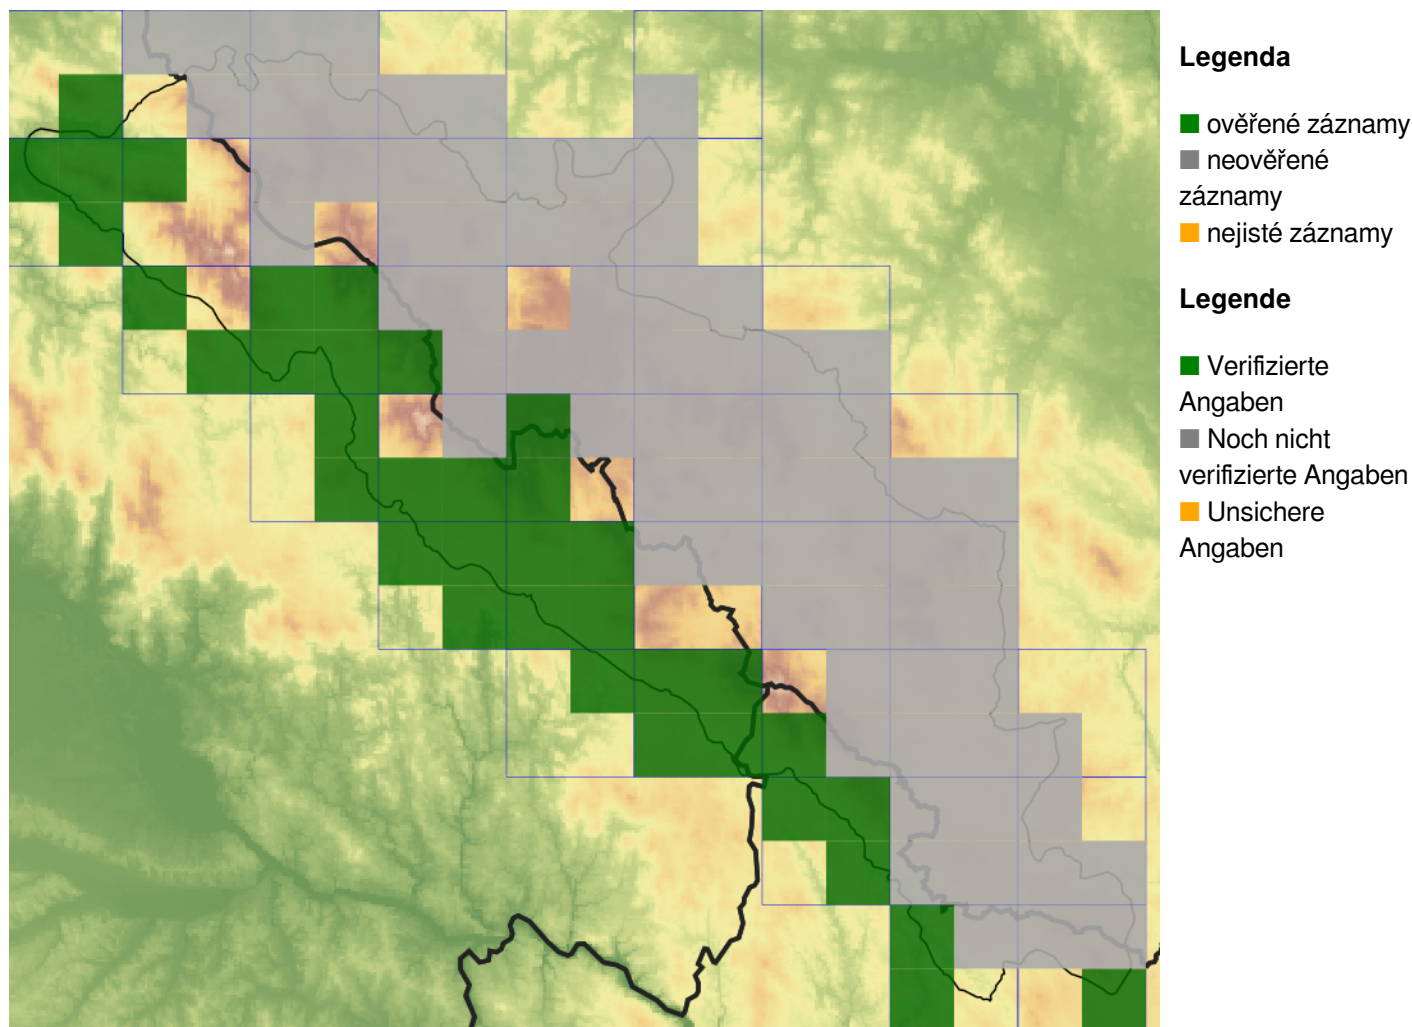 Legenda
ověřené záznamy
neověřené
záznamy
nejisté záznamy
Legende
Verifizierte
Angaben
Noch nicht
verifizierte Angaben
Unsichere
Angaben